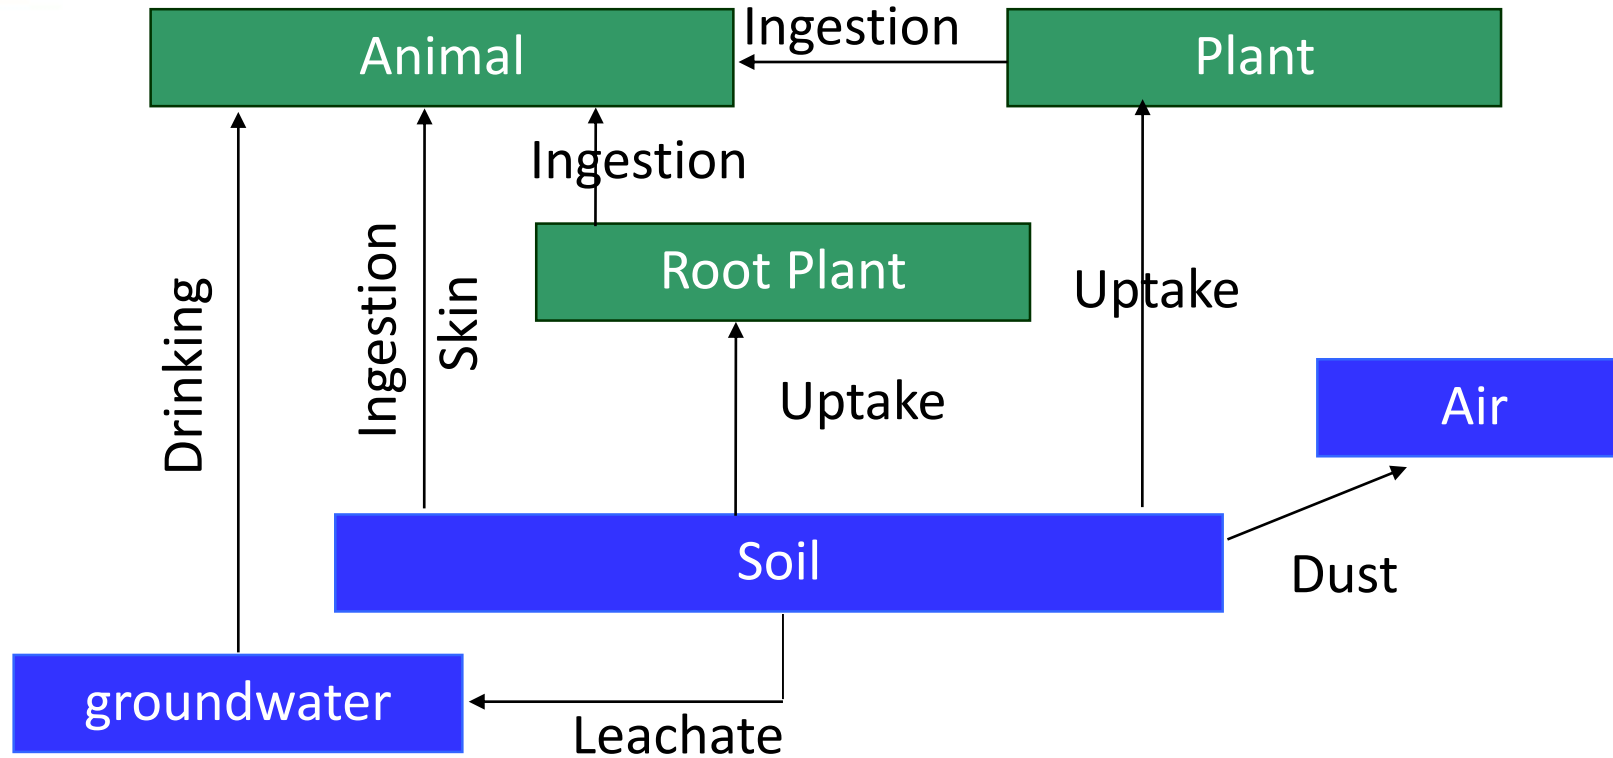 Animal
Ingestion
Plant
Ingestion
Root Plant
Uptake
Drinking
Ingestion
Skin
Uptake
Air
Soil
Dust
groundwater
Leachate